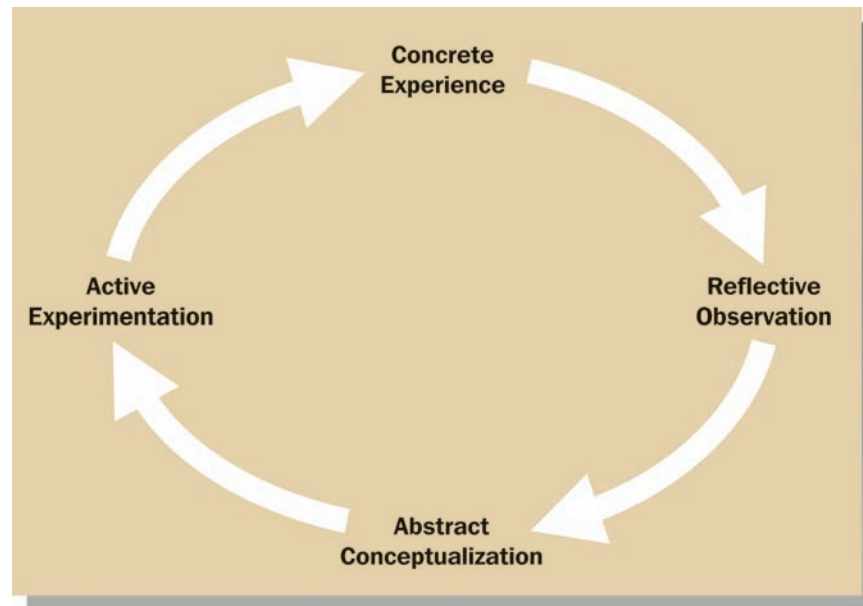 Concrete
Experience
Active
Experimentation
Reflective
Observation
Abstract
Conceptualization